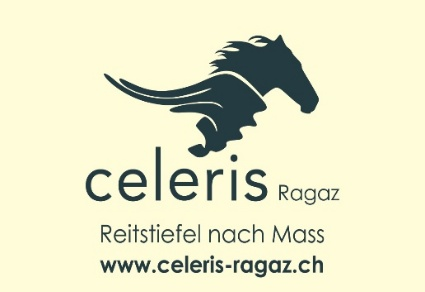 celeris Ragaz
Reitstiefel nach Mass
www.celeris-ragaz.ch